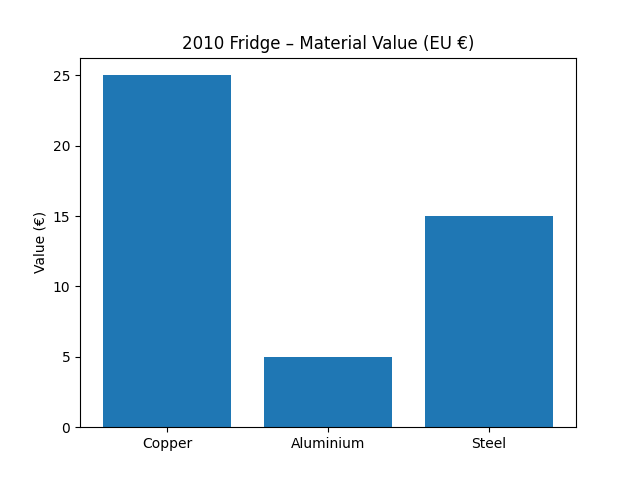 2010 Fridge – Material Value (EU €)
Value (€)
25
20
15
10
5
0
Copper Aluminium Steel